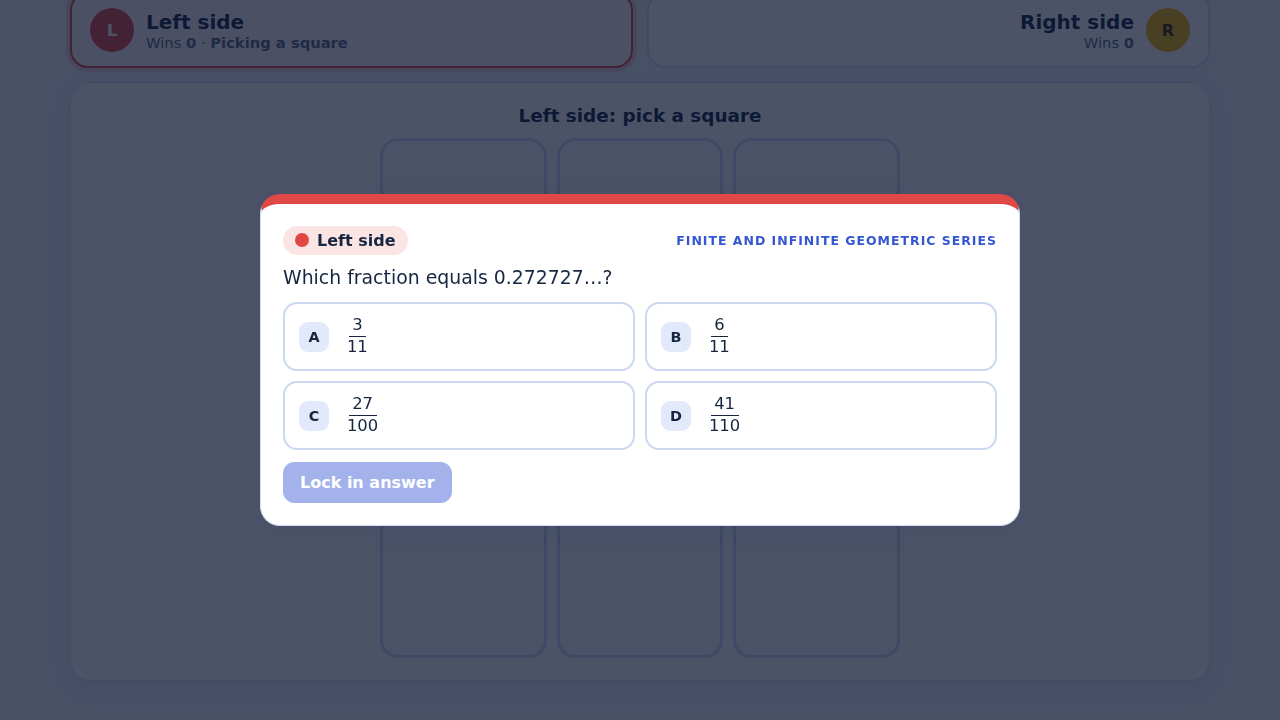 L
Left side
Wins 0 · Picking a square
Right side
Wins 0
R
Left side: pick a square
Left side
FINITE AND INFINITE GEOMETRIC SERIES
Which fraction equals 0.272727…?
A
3
11
B
6
11
C
27
100
D
41
110
Lock in answer